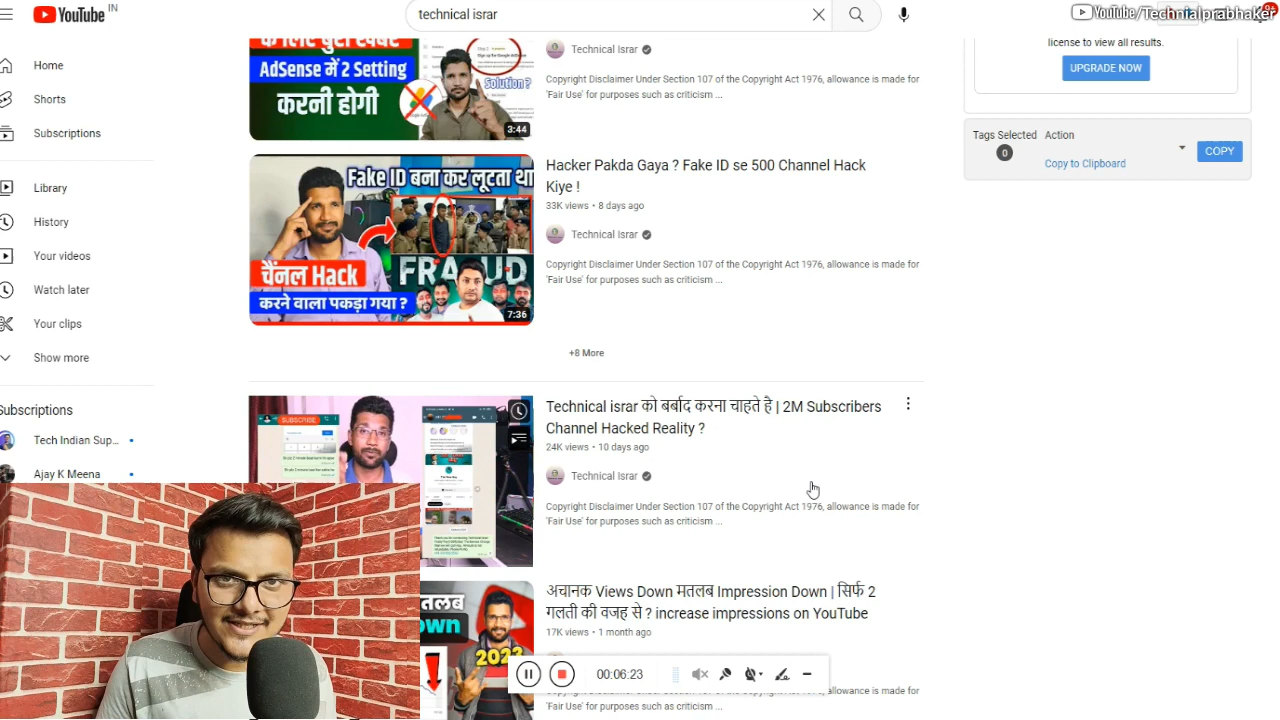 YouTube IN
technical israr
YouTube/Technialprabhaker
9+
Home
Shorts
Subscriptions
Library
History
Your videos
Watch later
Your clips
Show more
Subscriptions
Tech Indian Sup...
Ajay K Meena
के लिए बुरी खबर
AdSense में 2 Setting
करनी होगी
Solution ?
3:44
Technical Israr
Copyright Disclaimer Under Section 107 of the Copyright Act 1976, allowance is made for
'Fair Use' for purposes such as criticism ...
Fake ID बना कर लूटता था
चैंनल Hack
FRAUD
करने वाला पकड़ा गया ?
7:36
Hacker Pakda Gaya ? Fake ID se 500 Channel Hack
Kiye !
33K views • 8 days ago
Technical Israr
Copyright Disclaimer Under Section 107 of the Copyright Act 1976, allowance is made for
'Fair Use' for purposes such as criticism ...
+8 More
SUBSCRIBE
Technical israr को बर्बाद करना चाहते है | 2M Subscribers
Channel Hacked Reality ?
24K views • 10 days ago
Technical Israr
Copyright Disclaimer Under Section 107 of the Copyright Act 1976, allowance is made for
'Fair Use' for purposes such as criticism ...
तलब
own
2023
अचानक Views Down मतलब Impression Down | सिर्फ 2
गलती की वजह से ? increase impressions on YouTube
17K views • 1 month ago
00:06:23
'Fair Use' for purposes such as criticism ...
license to view all results.
UPGRADE NOW
Tags Selected
0
Action
Copy to Clipboard
COPY